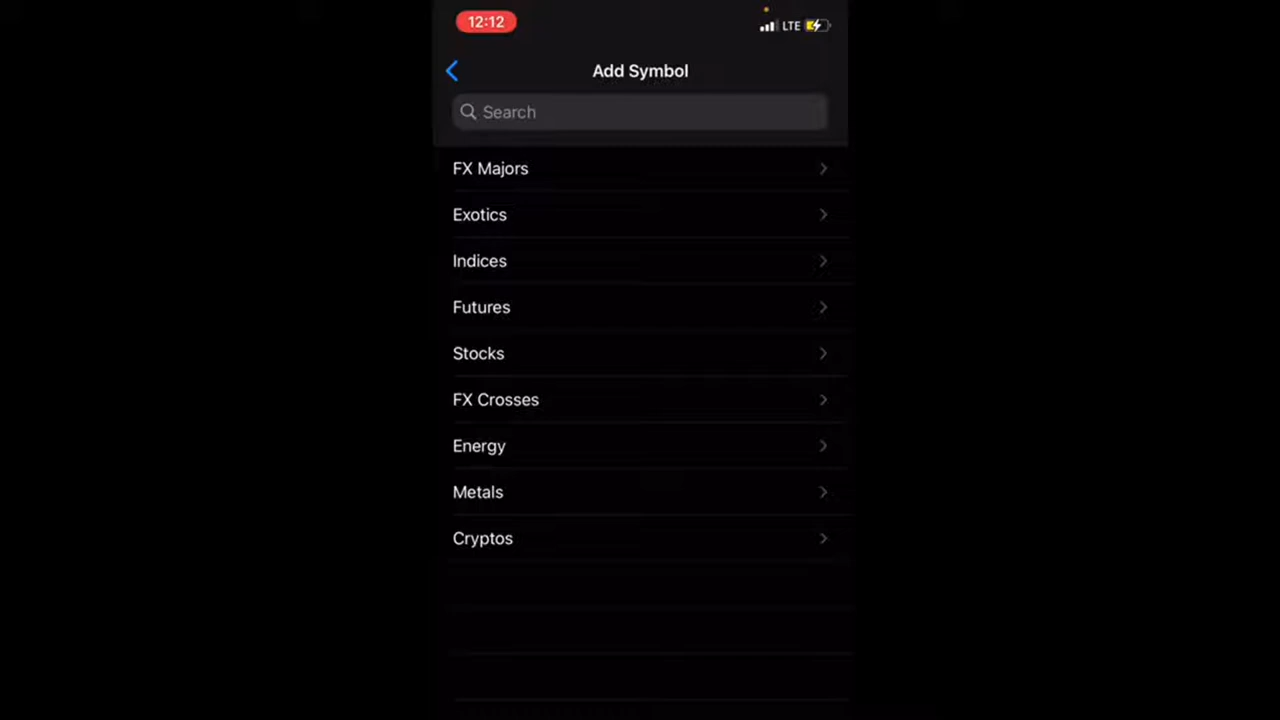 12:12
LTE
Add Symbol
Search
FX Majors
Exotics
Indices
Futures
Stocks
FX Crosses
Energy
Metals
Cryptos